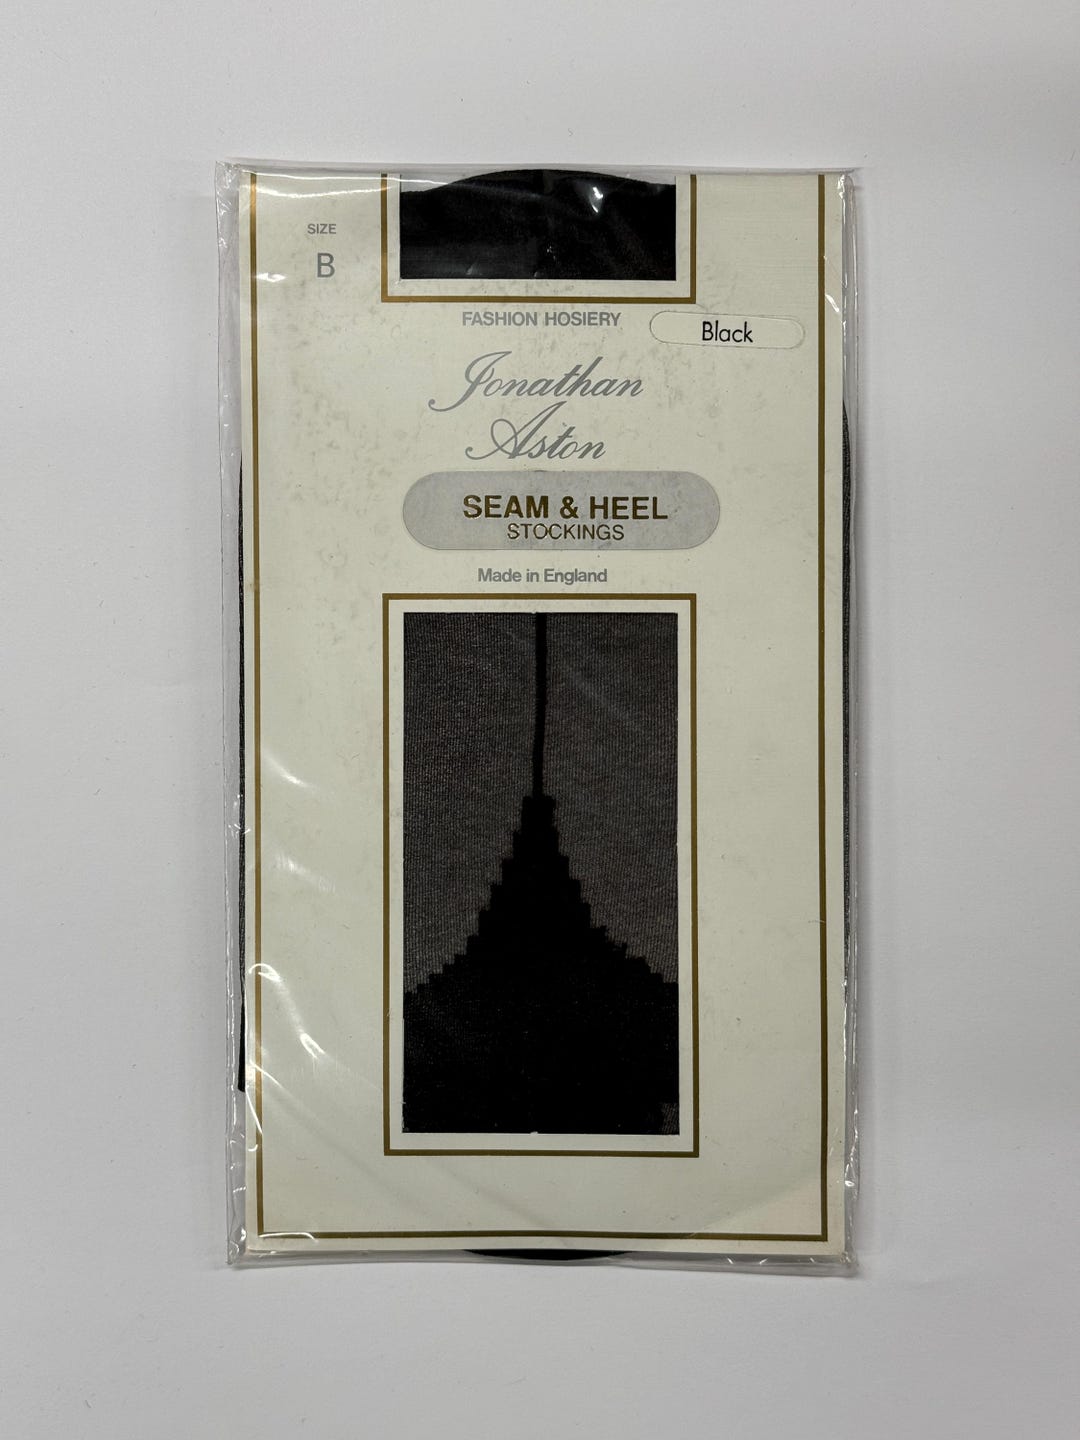 SIZE
B
FASHION HOSIERY
Black
Jonathan
Aston
SEAM & HEEL
STOCKINGS
Made in England